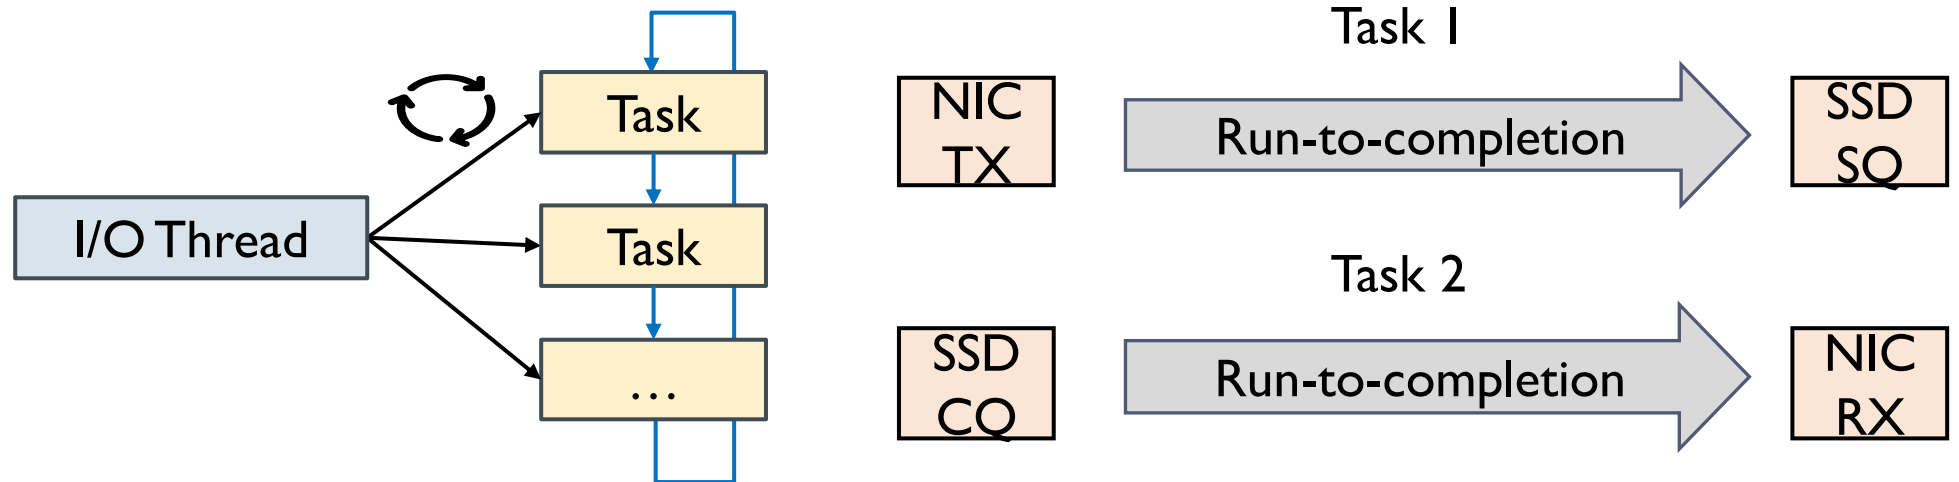 I/O Thread
Task
Task
…
Task 1
NIC
TX
Run-to-completion
SSD
SQ
Task 2
SSD
CQ
Run-to-completion
NIC
RX